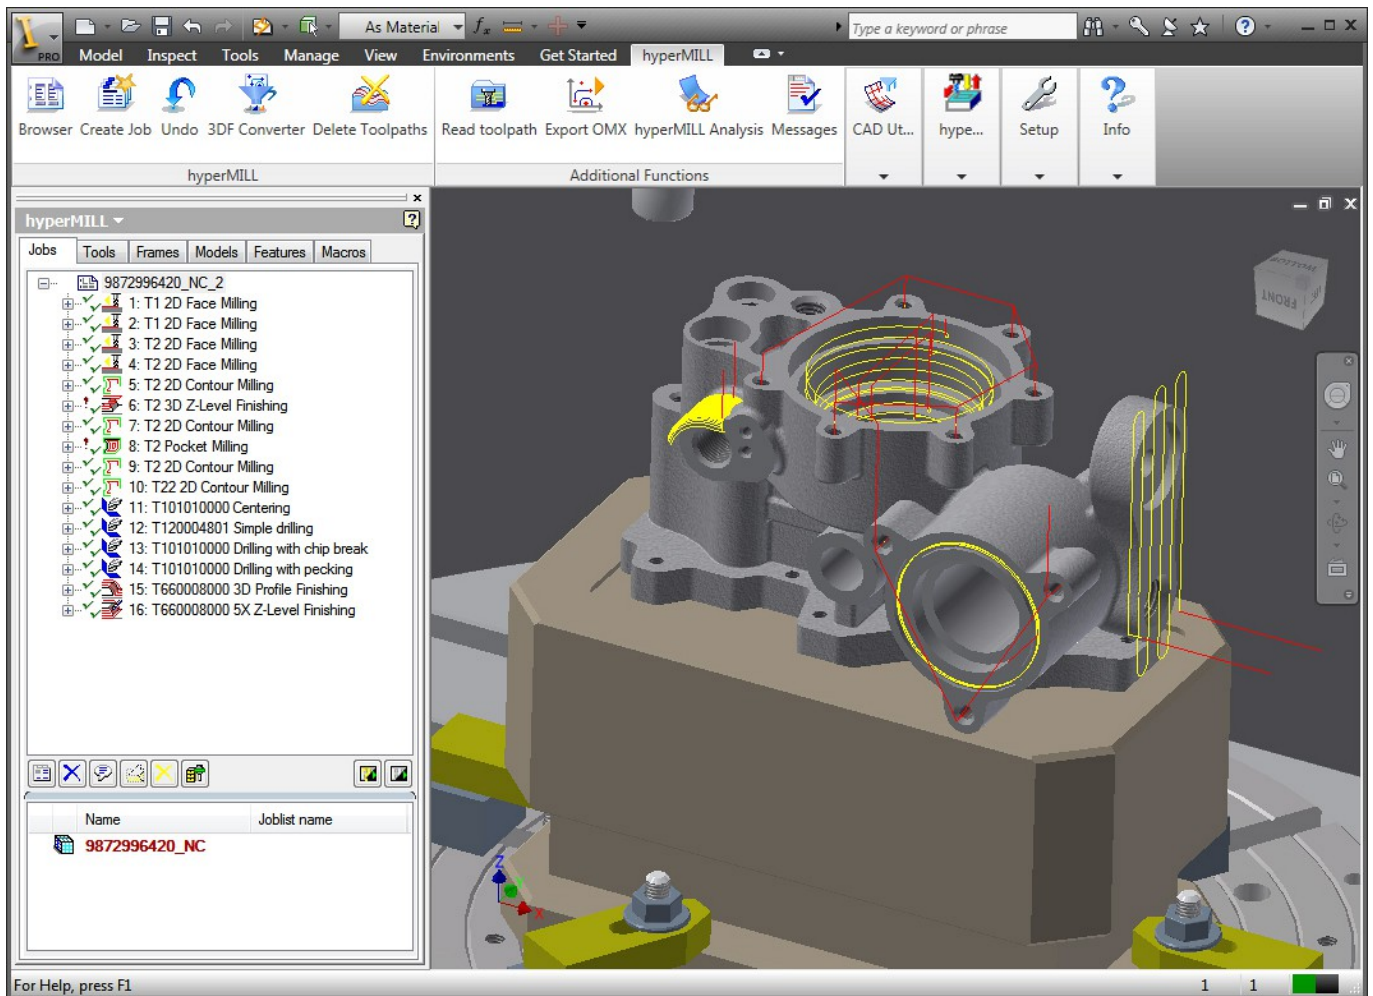 As Material
Type a keyword or phrase
PRO
Model Inspect Tools Manage View Environments Get Started hyperMILL
Browser Create Job Undo 3DF Converter Delete Toolpaths Read toolpath Export OMX hyperMILL Analysis Messages CAD Ut... hype... Setup Info
hyperMILL Additional Functions
hyperMILL
Jobs Tools Frames Models Features Macros
9872996420_NC_2
1: T1 2D Face Milling
2: T1 2D Face Milling
3: T2 2D Face Milling
4: T2 2D Face Milling
5: T2 2D Contour Milling
6: T2 3D Z-Level Finishing
7: T2 2D Contour Milling
8: T2 Pocket Milling
9: T2 2D Contour Milling
10: T22 2D Contour Milling
11: T101010000 Centering
12: T120004801 Simple drilling
13: T101010000 Drilling with chip break
14: T101010000 Drilling with pecking
15: T660008000 3D Profile Finishing
16: T660008000 5X Z-Level Finishing
BOTTOM
FRONT
Name Joblist name
9872996420_NC
Z
X
For Help, press F1
1 1